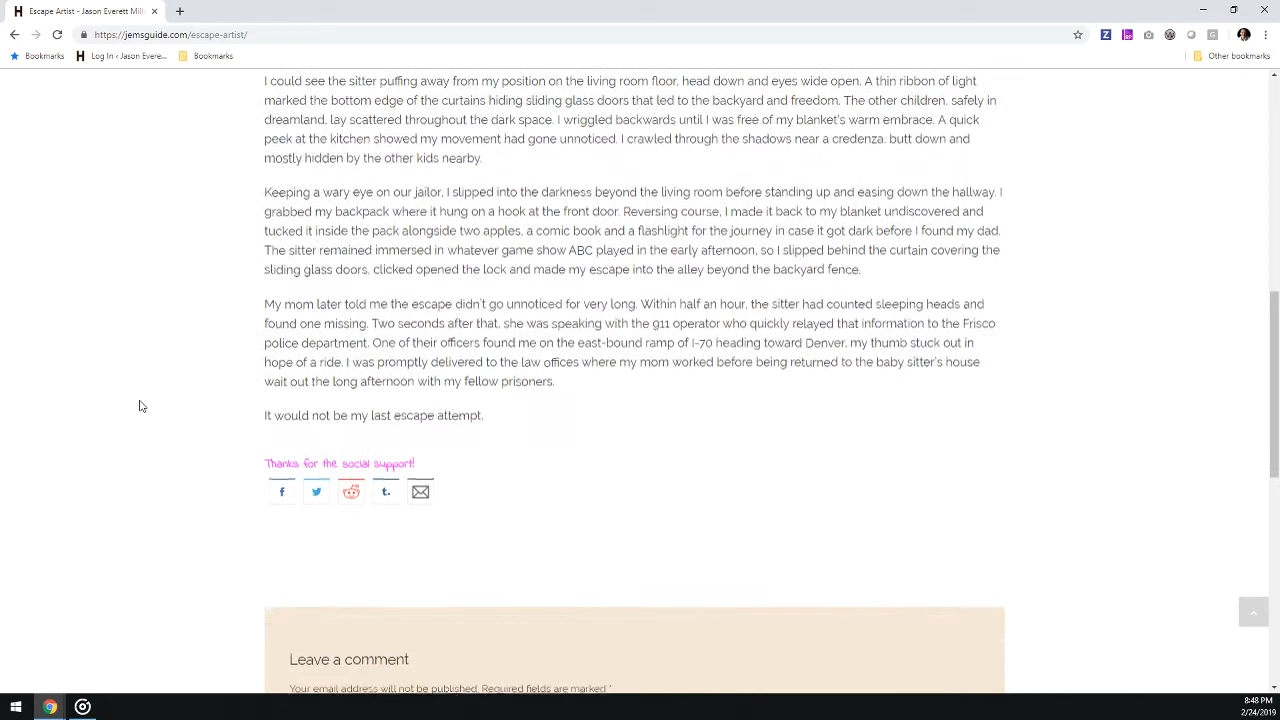 Escape Artist - Jason Everett Mill
https://jemsguide.com/escape-artist/
Bookmarks
Log In ‹ Jason Evere...
Bookmarks
Other bookmarks
I could see the sitter puffing away from my position on the living room floor, head down and eyes wide open. A thin ribbon of light
marked the bottom edge of the curtains hiding sliding glass doors that led to the backyard and freedom. The other children, safely in
dreamland, lay scattered throughout the dark space. I wriggled backwards until I was free of my blanket's warm embrace. A quick
peek at the kitchen showed my movement had gone unnoticed. I crawled through the shadows near a credenza, butt down and
mostly hidden by the other kids nearby.
Keeping a wary eye on our jailor, I slipped into the darkness beyond the living room before standing up and easing down the hallway. I
grabbed my backpack where it hung on a hook at the front door. Reversing course, I made it back to my blanket undiscovered and
tucked it inside the pack alongside two apples, a comic book and a flashlight for the journey in case it got dark before I found my dad.
The sitter remained immersed in whatever game show ABC played in the early afternoon, so I slipped behind the curtain covering the
sliding glass doors, clicked opened the lock and made my escape into the alley beyond the backyard fence.
My mom later told me the escape didn't go unnoticed for very long. Within half an hour, the sitter had counted sleeping heads and
found one missing. Two seconds after that, she was speaking with the 911 operator who quickly relayed that information to the Frisco
police department. One of their officers found me on the east-bound ramp of I-70 heading toward Denver, my thumb stuck out in
hope of a ride. I was promptly delivered to the law offices where my mom worked before being returned to the baby sitter's house
wait out the long afternoon with my fellow prisoners.
It would not be my last escape attempt.
Thanks for the social support!
Leave a comment
Your email address will not be published. Required fields are marked *
8:48 PM
2/24/2019